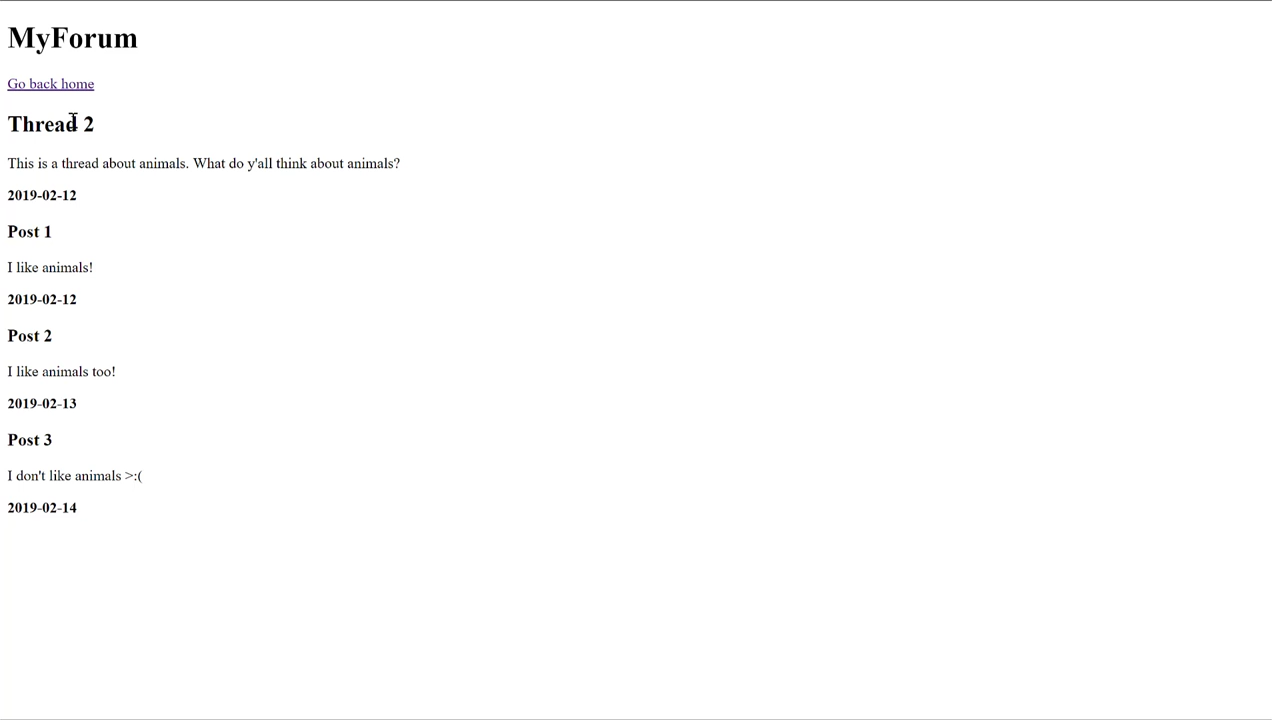 MyForum
Go back home
Thread 2
This is a thread about animals. What do y'all think about animals?
2019-02-12
Post 1
I like animals!
2019-02-12
Post 2
I like animals too!
2019-02-13
Post 3
I don't like animals >:(
2019-02-14